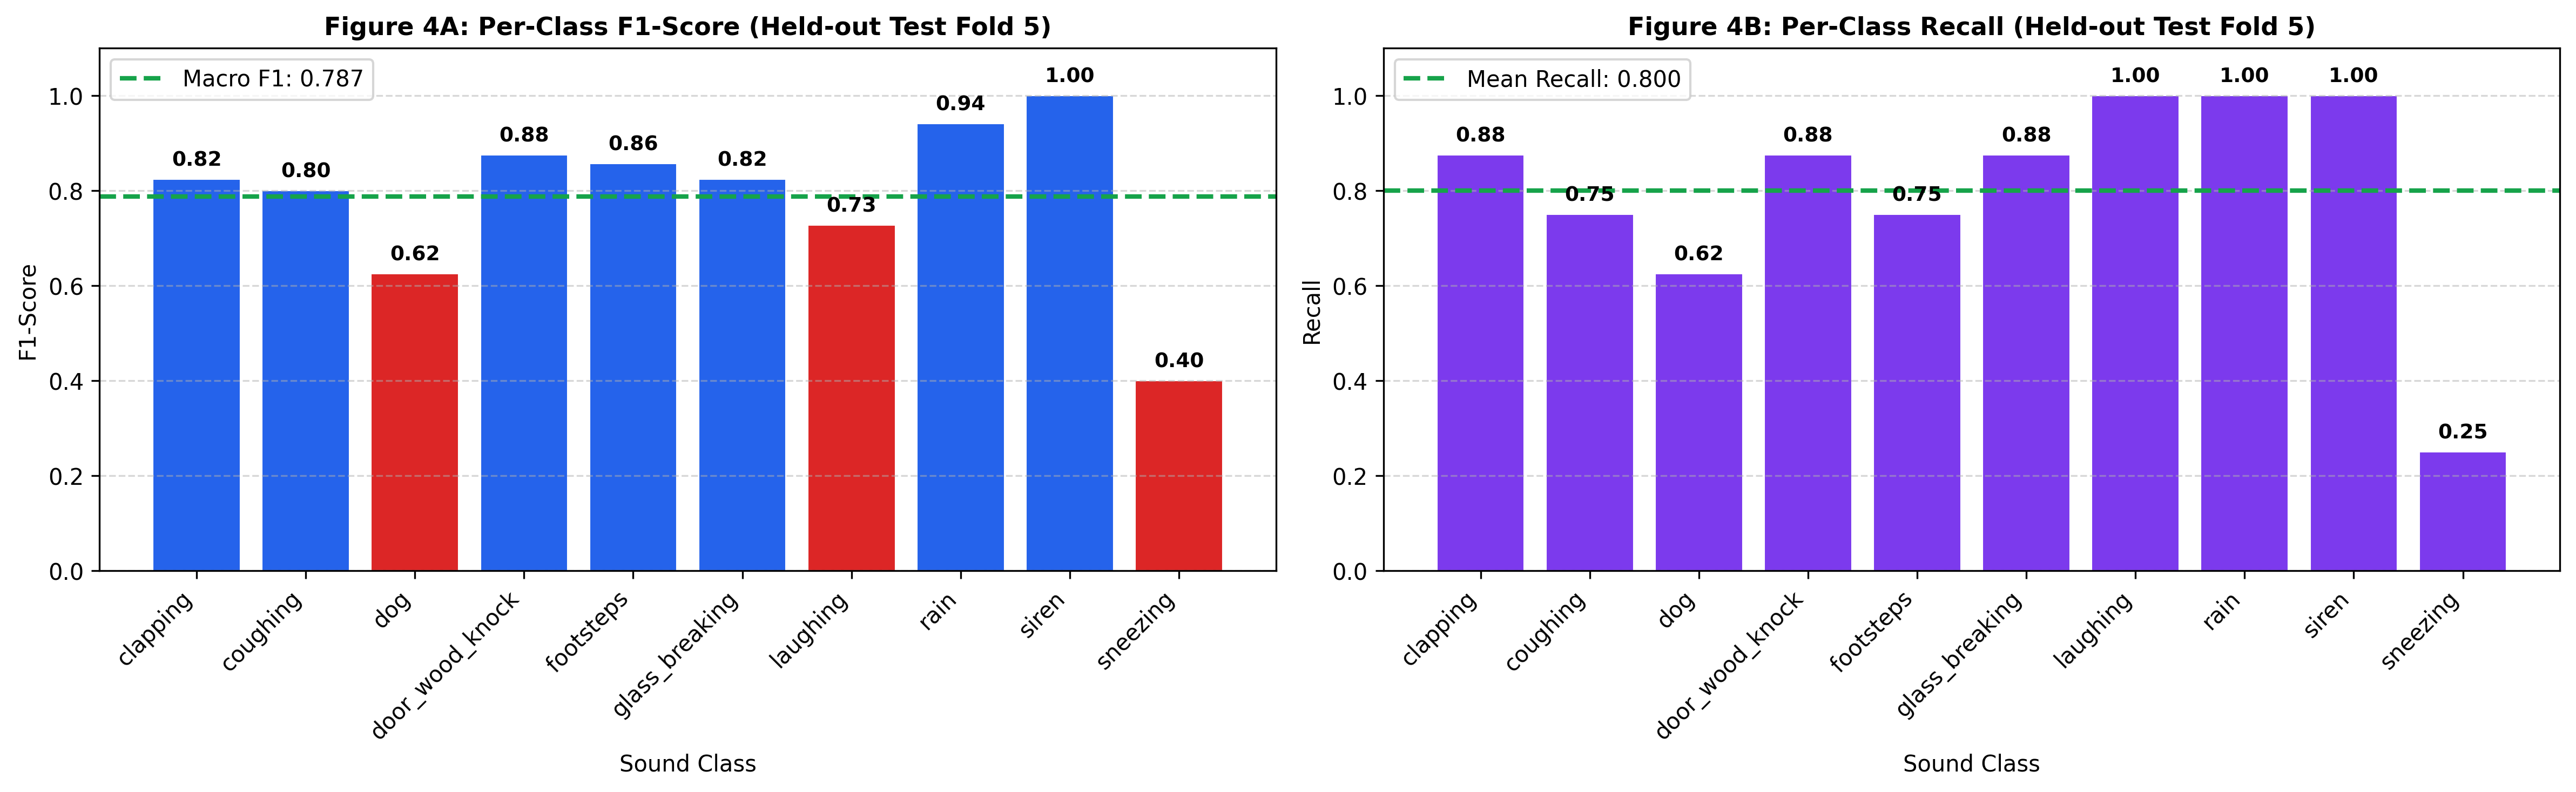 Figure 4A: Per-Class F1-Score (Held-out Test Fold 5)
Macro F1: 0.787
F1-Score
1.0
0.8
0.6
0.4
0.2
0.0
0.82
0.80
0.62
0.88
0.86
0.82
0.73
0.94
1.00
0.40
clapping
coughing
dog
door_wood_knock
footsteps
glass_breaking
laughing
rain
siren
sneezing
Sound Class
Figure 4B: Per-Class Recall (Held-out Test Fold 5)
Mean Recall: 0.800
Recall
1.0
0.8
0.6
0.4
0.2
0.0
0.88
0.75
0.62
0.88
0.75
0.88
1.00
1.00
1.00
0.25
clapping
coughing
dog
door_wood_knock
footsteps
glass_breaking
laughing
rain
siren
sneezing
Sound Class